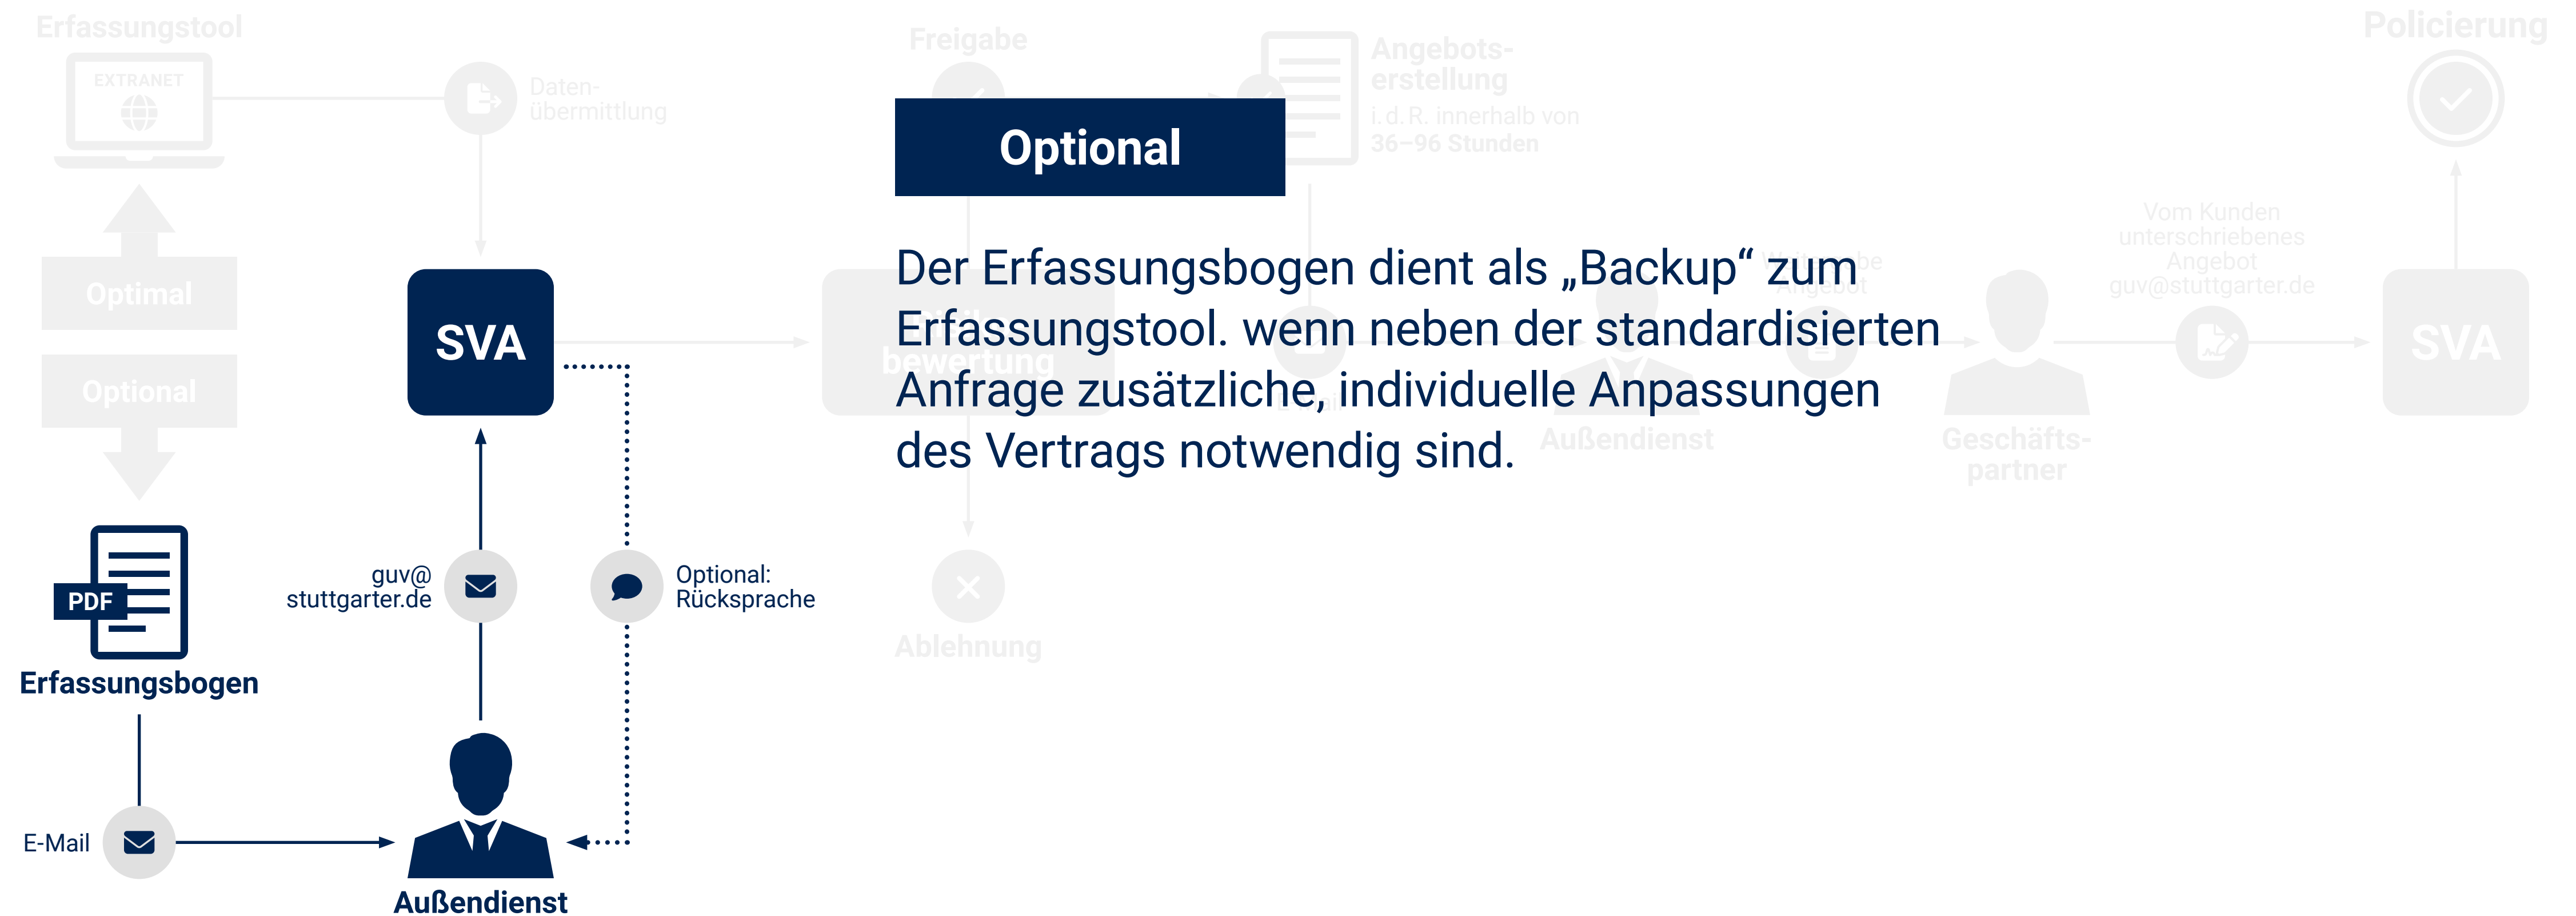 Erfassungstool
EXTRANET
Daten-
übermittlung
Freigabe
Angebots-
erstellung
i. d. R. innerhalb von
36–96 Stunden
Policierung
Optional
Vom Kunden
unterschriebenes
Angebot
guv@stuttgarter.de
Optimal
Optional
SVA
Der Erfassungsbogen dient als „Backup“ zum
Erfassungstool. wenn neben der standardisierten
Anfrage zusätzliche, individuelle Anpassungen
des Vertrags notwendig sind.
bewertung
Angebot
E-Mail
Außendienst
Geschäfts-
partner
SVA
PDF
Erfassungsbogen
guv@
stuttgarter.de
Optional:
Rücksprache
Ablehnung
E-Mail
Außendienst